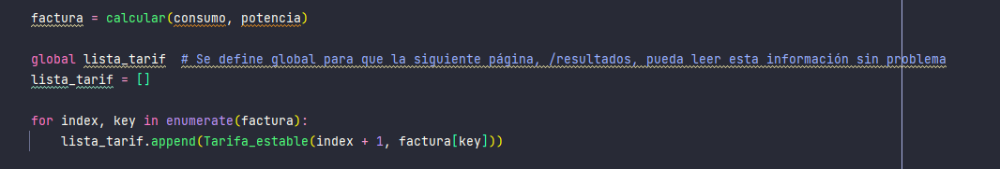 factura = calcular(consumo, potencia)
global lista_tarif  # Se define global para que la siguiente página, /resultados, pueda leer esta información sin problema
lista_tarif = []
for index, key in enumerate(factura):
lista_tarif.append(Tarifa_estable(index + 1, factura[key]))